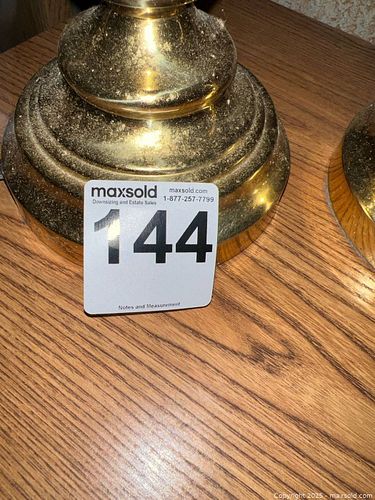 maxsold
maxsold.com
Downsizing and Estate Sales
1-877-257-7799
144
Notes and Measurement
Copyright 2025 - maxsold.com